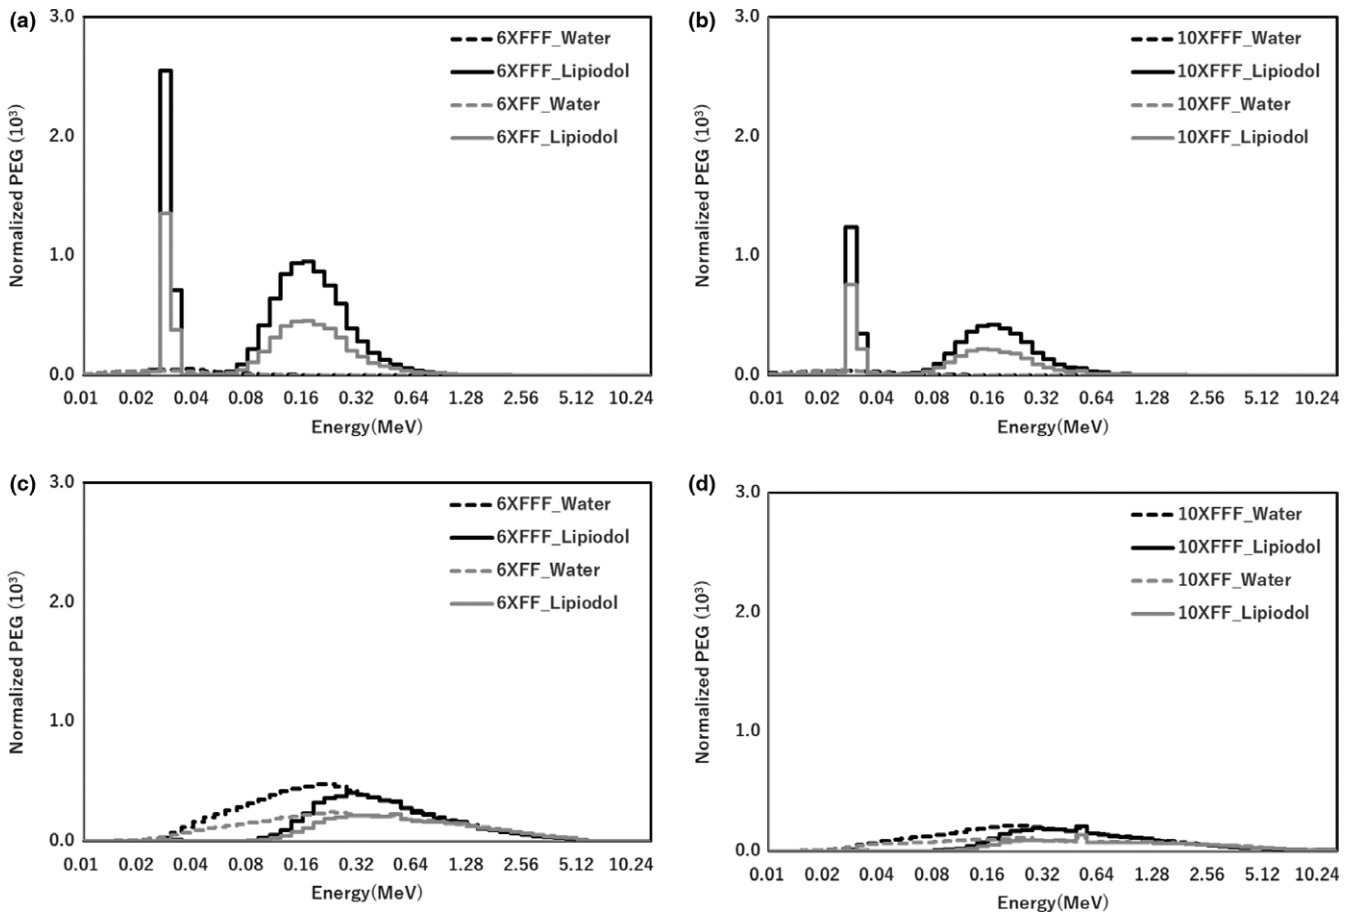 (a)
3.0
2.0
1.0
0.0
Normalized PEG (10³)
6XFFF_Water
6XFFF_Lipiodol
6XFF_Water
6XFF_Lipiodol
0.01 0.02 0.04 0.08 0.16 0.32 0.64 1.28 2.56 5.12 10.24
Energy(MeV)
(b)
3.0
2.0
1.0
0.0
Normalized PEG (10³)
10XFFF_Water
10XFFF_Lipiodol
10XFF_Water
10XFF_Lipiodol
0.01 0.02 0.04 0.08 0.16 0.32 0.64 1.28 2.56 5.12 10.24
Energy(MeV)
(c)
3.0
2.0
1.0
0.0
Normalized PEG (10³)
6XFFF_Water
6XFFF_Lipiodol
6XFF_Water
6XFF_Lipiodol
0.01 0.02 0.04 0.08 0.16 0.32 0.64 1.28 2.56 5.12 10.24
Energy(MeV)
(d)
3.0
2.0
1.0
0.0
Normalized PEG (10³)
10XFFF_Water
10XFFF_Lipiodol
10XFF_Water
10XFF_Lipiodol
0.01 0.02 0.04 0.08 0.16 0.32 0.64 1.28 2.56 5.12 10.24
Energy(MeV)